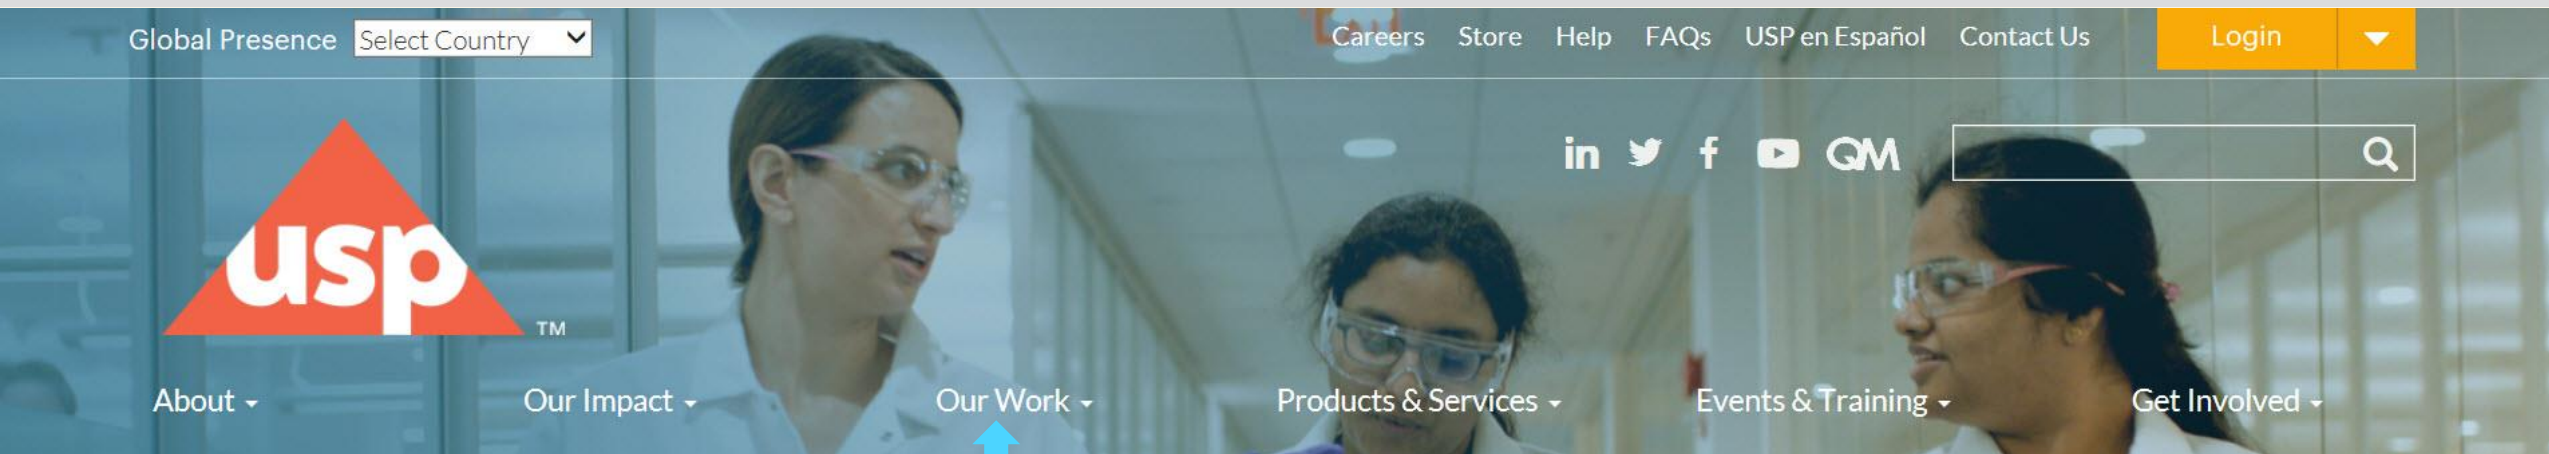 Global Presence Select Country
Careers Store Help FAQs USP en Español Contact Us Login
in f QM
usp TM
About Our Impact Our Work Products & Services Events & Training Get Involved